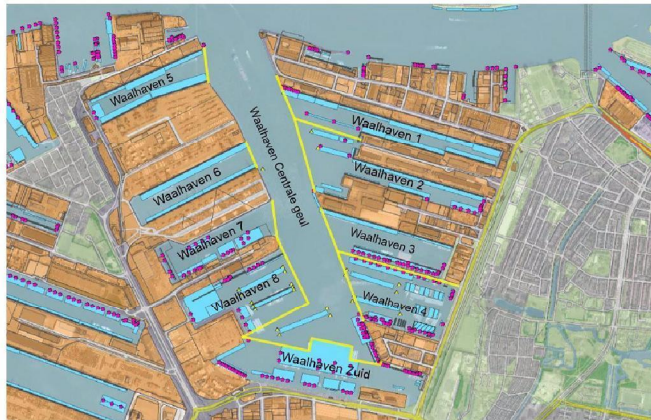 Waalhaven 5
Waalhaven 1
Waalhaven Centrale geul
Waalhaven 2
Waalhaven 6
Waalhaven 7
Waalhaven 3
Waalhaven 8
Waalhaven 4
Waalhaven Zuid